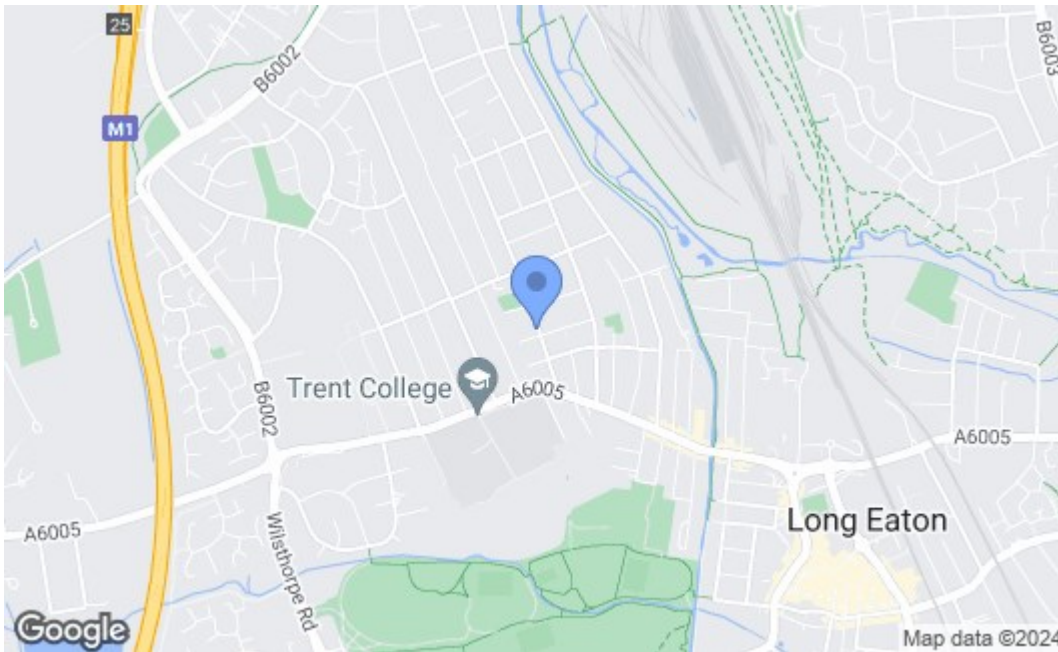 25
B6002
B6003
M1
Trent College
A6005
B6002
A6005
A6005
Wilsthorpe Rd
Long Eaton
Google
Map data ©2024